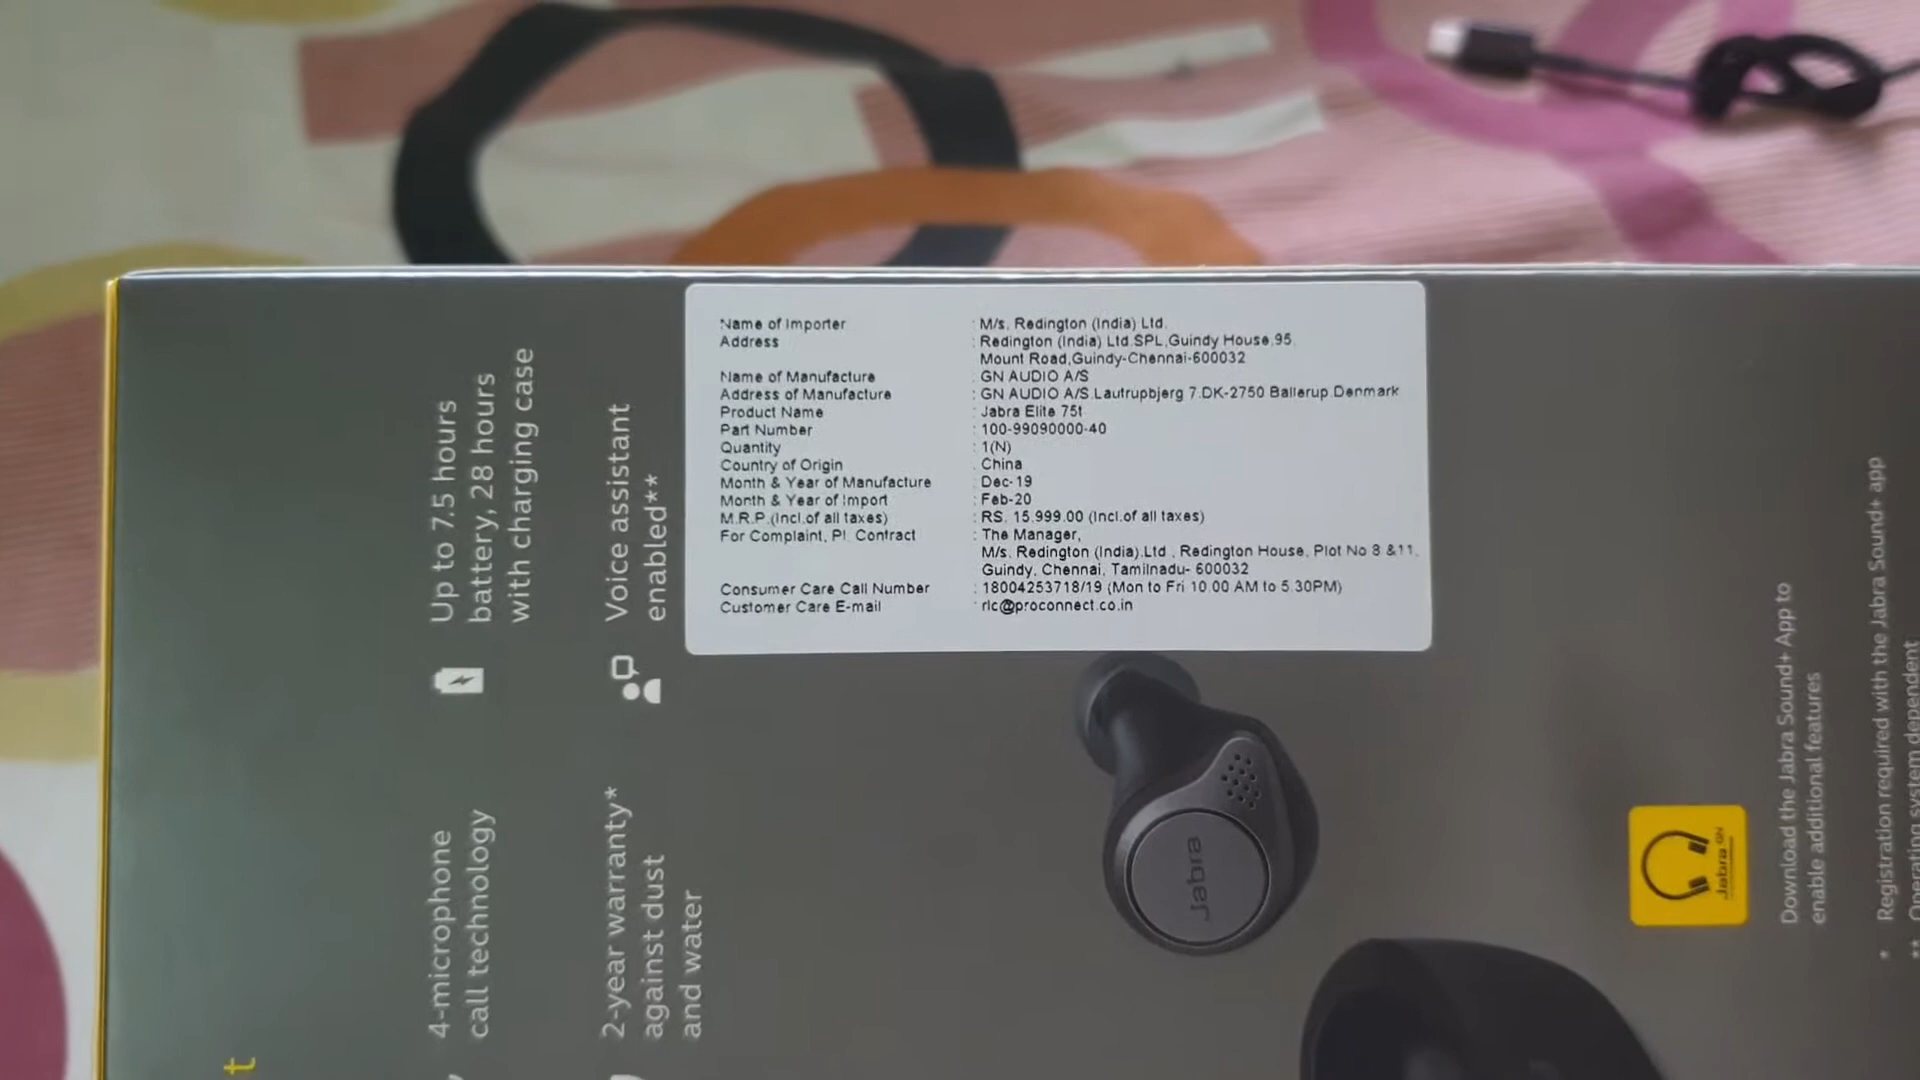 Name of Importer : M/s. Redington (India) Ltd.
Address : Redington (India) Ltd.SPL,Guindy House,95,
Mount Road,Guindy-Chennai-600032
Name of Manufacture : GN AUDIO A/S
Address of Manufacture : GN AUDIO A/S.Lautrupbjerg 7.DK-2750 Ballerup.Denmark
Product Name : Jabra Elite 75t
Part Number : 100-99090000-40
Quantity : 1(N)
Country of Origin : China
Month & Year of Manufacture : Dec-19
Month & Year of Import : Feb-20
M.R.P.(Incl.of all taxes) : RS. 15.999.00 (Incl.of all taxes)
For Complaint, Pl. Contract : The Manager,
M/s. Redington (India).Ltd., Redington House, Plot No 8 &11,
Guindy, Chennai, Tamilnadu- 600032
Consumer Care Call Number : 18004253718/19 (Mon to Fri 10.00 AM to 5.30PM)
Customer Care E-mail : rlc@proconnect.co.in
Up to 7.5 hours
battery, 28 hours
with charging case
Voice assistant
enabled**
4-microphone
call technology
2-year warranty*
against dust
and water
Jabra
Jabra GN
Download the Jabra Sound+ App to
enable additional features
* Registration required with the Jabra Sound+ app
** Operating system dependent
t